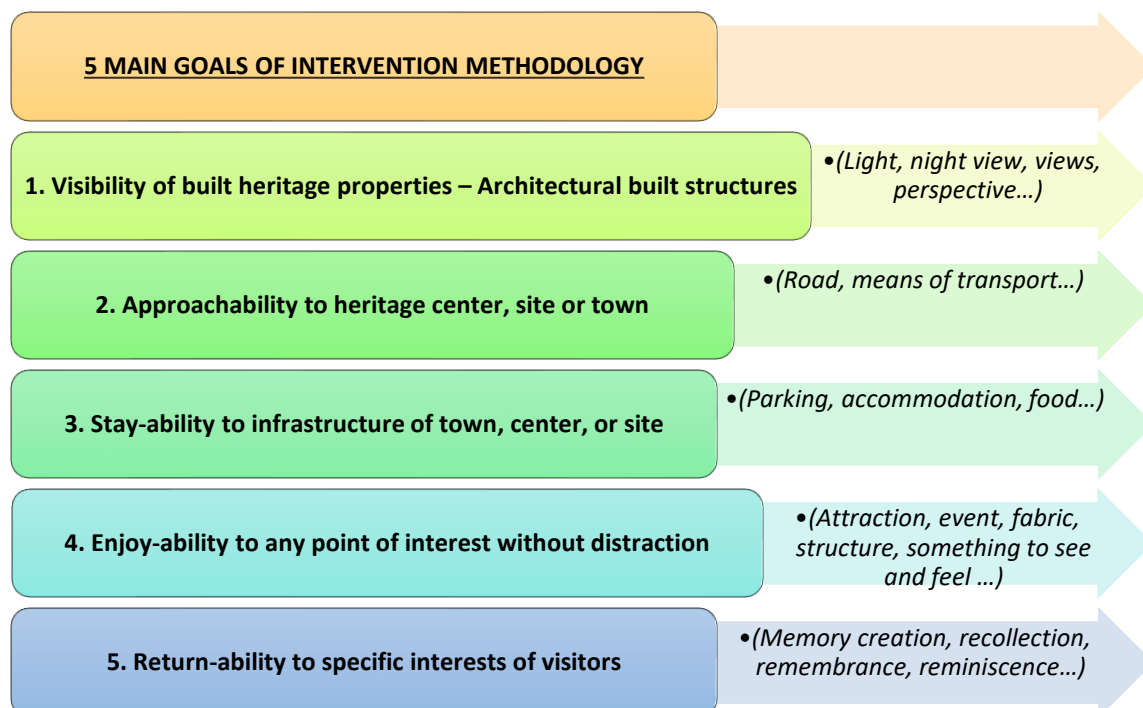 5 MAIN GOALS OF INTERVENTION METHODOLOGY
1. Visibility of built heritage properties – Architectural built structures
•(Light, night view, views,
perspective…)
2. Approachability to heritage center, site or town
•(Road, means of transport…)
3. Stay-ability to infrastructure of town, center, or site
•(Parking, accommodation, food…)
4. Enjoy-ability to any point of interest without distraction
•(Attraction, event, fabric,
structure, something to see
and feel …)
5. Return-ability to specific interests of visitors
•(Memory creation, recollection,
remembrance, reminiscence…)